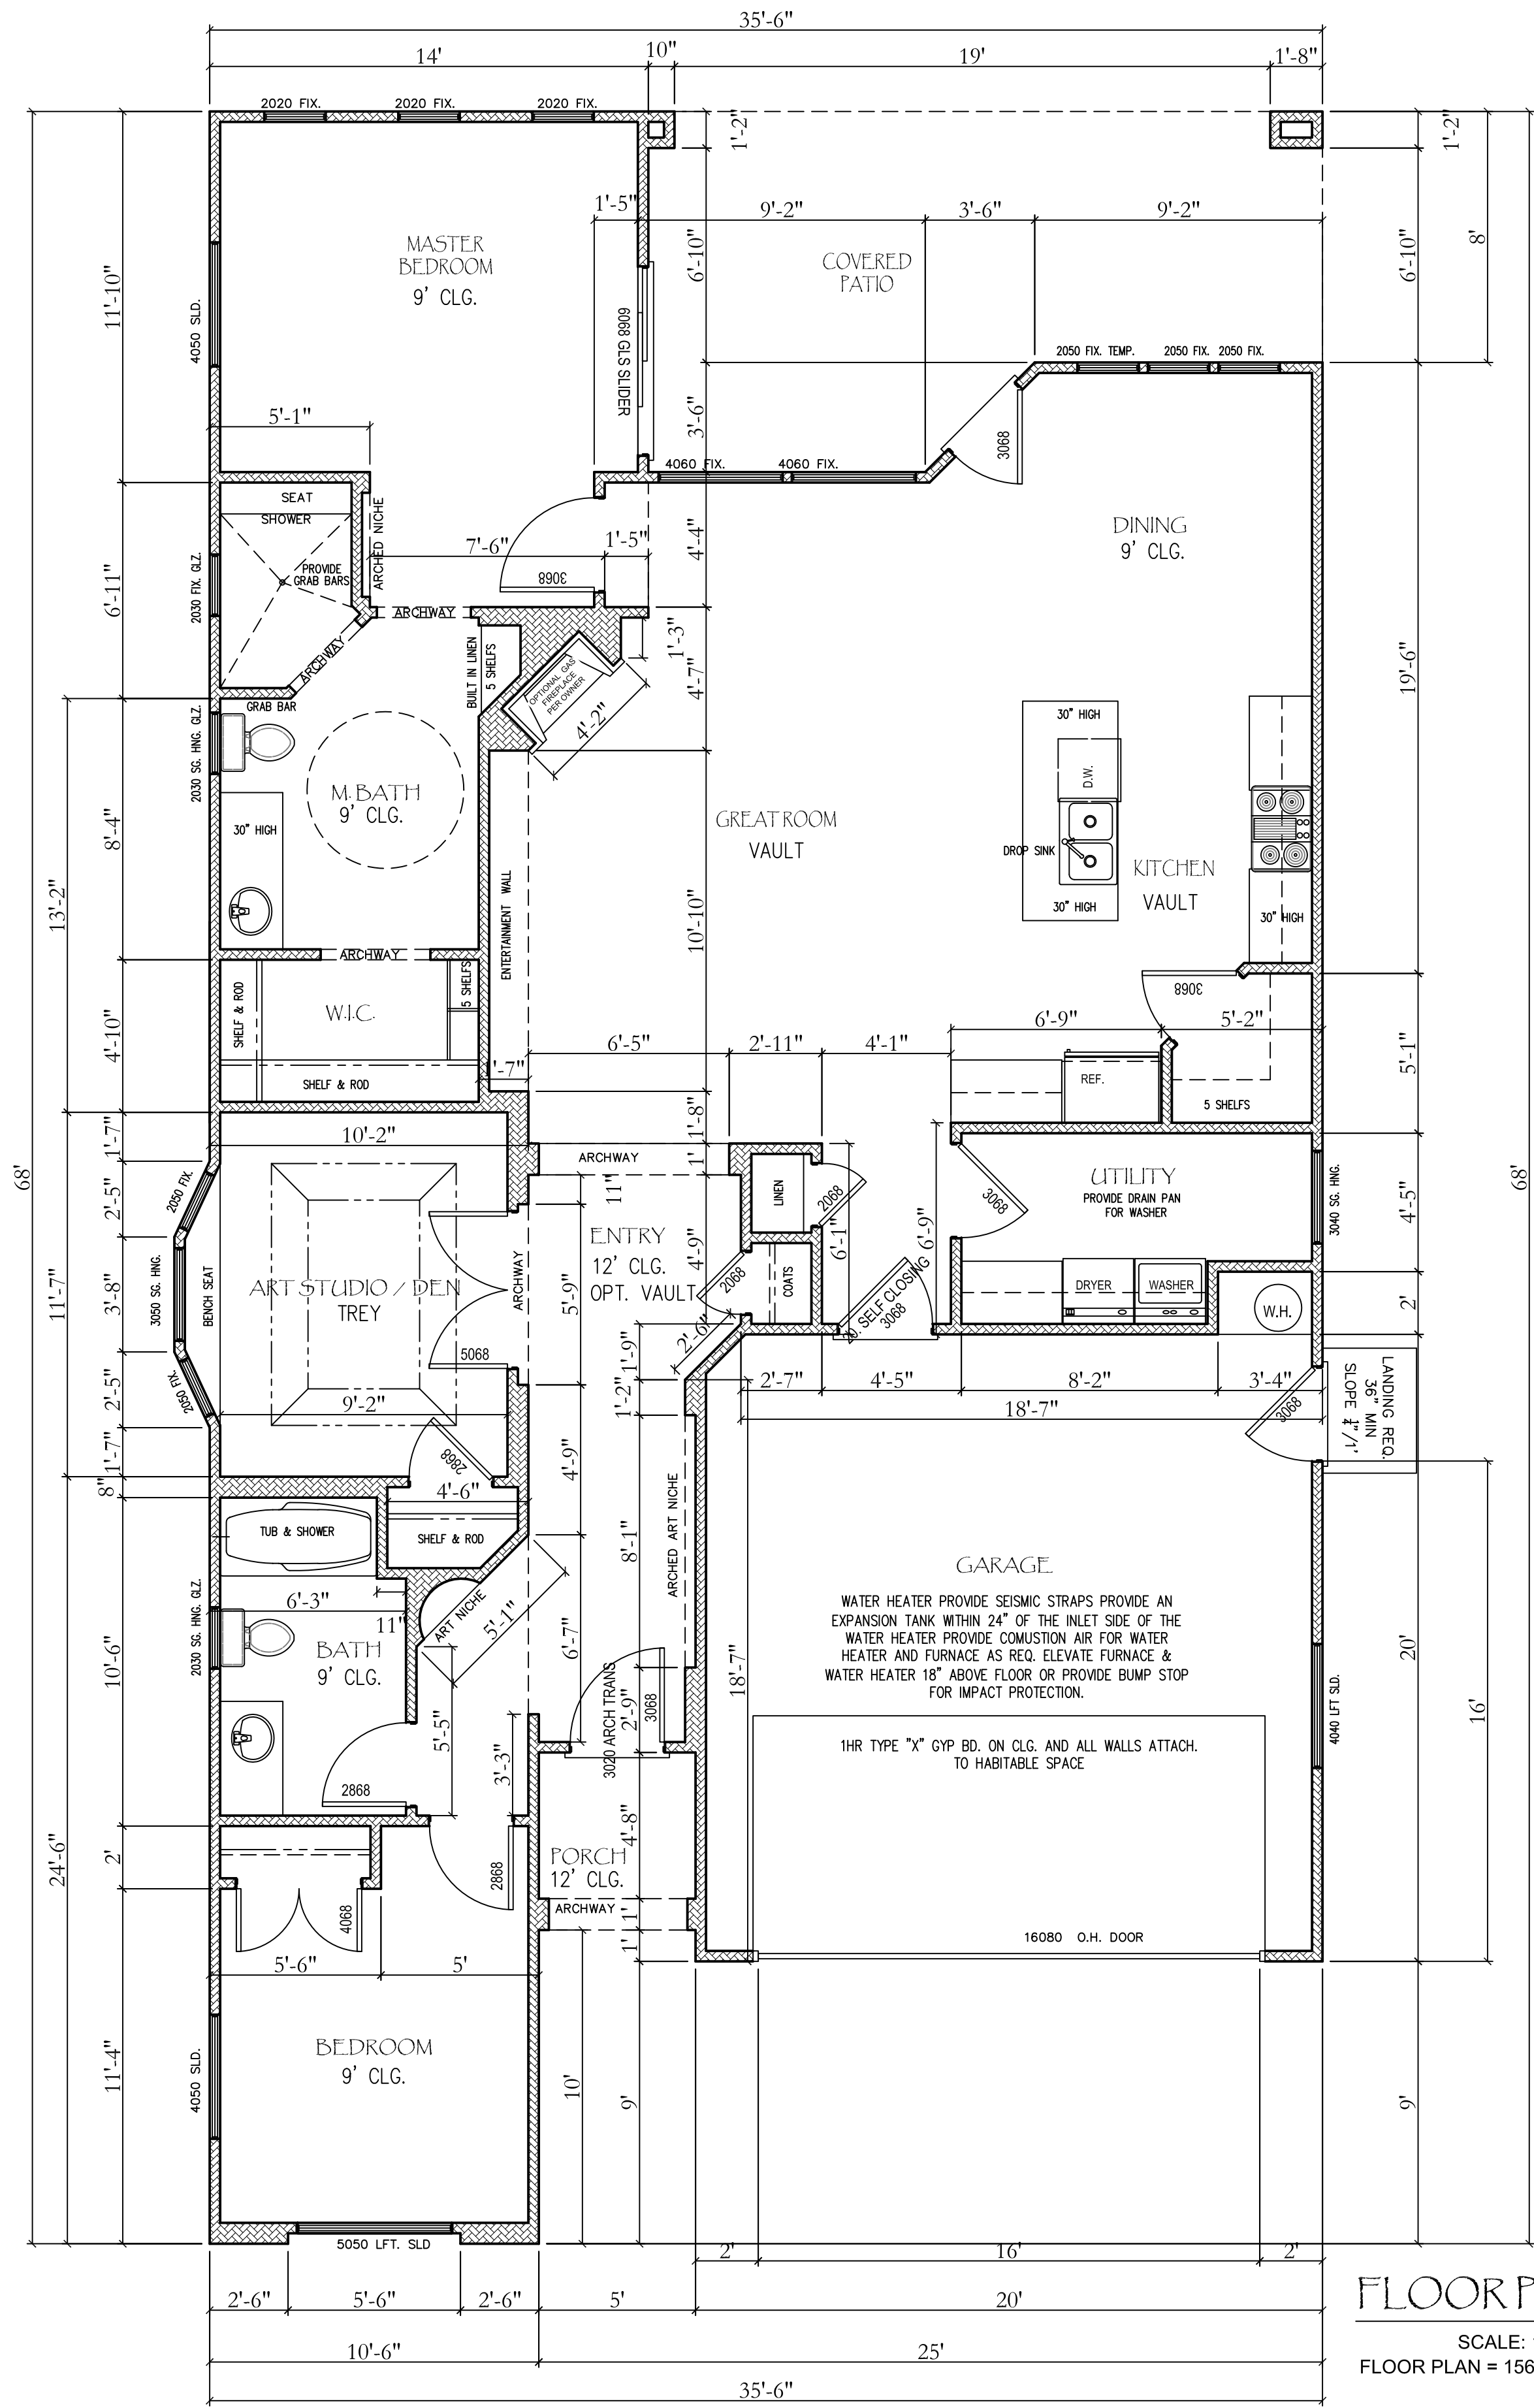 35'-6"
14'
10"
19'
1'-8"
2020 FIX.
2020 FIX.
2020 FIX.
1'-2"
1'-2"
1'-5"
9'-2"
3'-6"
9'-2"
MASTER
BEDROOM
9' CLG.
COVERED
PATIO
6'-10"
6'-10"
8'
11'-10"
4050 SLD.
6068 GLS SLIDER
2050 FIX. TEMP.
2050 FIX.
2050 FIX.
5'-1"
3'-6"
3068
4060 FIX.
4060 FIX.
SEAT
SHOWER
ARCHED NICHE
DINING
9' CLG.
7'-6"
1'-5"
4'-4"
PROVIDE
GRAB BARS
3068
6'-11"
2030 FIX. GLZ.
ARCHWAY
ARCHWAY
BUILT IN LINEN
5 SHELFS
1'-3"
OPTIONAL GAS
FIREPLACE
PER OWNER
4'-2"
4'-7"
19'-6"
GRAB BAR
2030 SG. HNG. GLZ.
30" HIGH
D.W.
M. BATH
9' CLG.
30" HIGH
GREATROOM
VAULT
DROP SINK
KITCHEN
VAULT
30" HIGH
30" HIGH
8'-4"
13'-2"
ENTERTAINMENT WALL
10'-10"
ARCHWAY
SHELF & ROD
W.I.C.
5 SHELFS
3068
4'-10"
6'-9"
5'-2"
6'-5"
2'-11"
4'-1"
5'-1"
SHELF & ROD
'-7"
REF.
5 SHELFS
1'-8"
68'
68'
1'-7"
10'-2"
ARCHWAY
1'
2050 FIX.
2'-5"
11"
LINEN
2068
UTILITY
PROVIDE DRAIN PAN
FOR WASHER
3068
3040 SG. HNG.
4'-5"
ENTRY
12' CLG.
OPT. VAULT
4'-9"
6'-1"
6'-9"
11'-7"
3'-8"
3050 SG. HNG.
BENCH SEAT
ART STUDIO / DEN
TREY
ARCHWAY
5'-9"
2068
COATS
20. SELF CLOSING
3068
DRYER
WASHER
W.H.
2'
5068
2'-6"
1'-9"
2'-5"
2050 FIX.
9'-2"
1'-2"
2'-7"
4'-5"
8'-2"
3'-4"
18'-7"
3068
LANDING REQ.
36" MIN
SLOPE ¼"/1'
1'-7"
2868
4'-9"
8"
4'-6"
TUB & SHOWER
SHELF & ROD
8'-1"
ARCHED ART NICHE
GARAGE
WATER HEATER PROVIDE SEISMIC STRAPS PROVIDE AN
EXPANSION TANK WITHIN 24" OF THE INLET SIDE OF THE
WATER HEATER PROVIDE COMUSTION AIR FOR WATER
HEATER AND FURNACE AS REQ. ELEVATE FURNACE &
WATER HEATER 18" ABOVE FLOOR OR PROVIDE BUMP STOP
FOR IMPACT PROTECTION.
6'-3"
11"
ART NICHE
5'-1"
6'-7"
2030 SG. HNG. GLZ.
10'-6"
BATH
9' CLG.
18'-7"
20'
4040 LFT SLD.
16'
3020 ARCH TRANS
2'-9"
3068
5'-5"
3'-3"
1HR TYPE "X" GYP BD. ON CLG. AND ALL WALLS ATTACH.
TO HABITABLE SPACE
2868
24'-6"
2'
4'-8"
PORCH
12' CLG.
2868
ARCHWAY
1'
4068
1'
16080 O.H. DOOR
5'-6"
5'
BEDROOM
9' CLG.
11'-4"
4050 SLD.
10'
9'
9'
5050 LFT. SLD
2'
16'
2'
2'-6"
5'-6"
2'-6"
5'
20'
10'-6"
25'
35'-6"
FLOOR P
SCALE:
FLOOR PLAN = 156